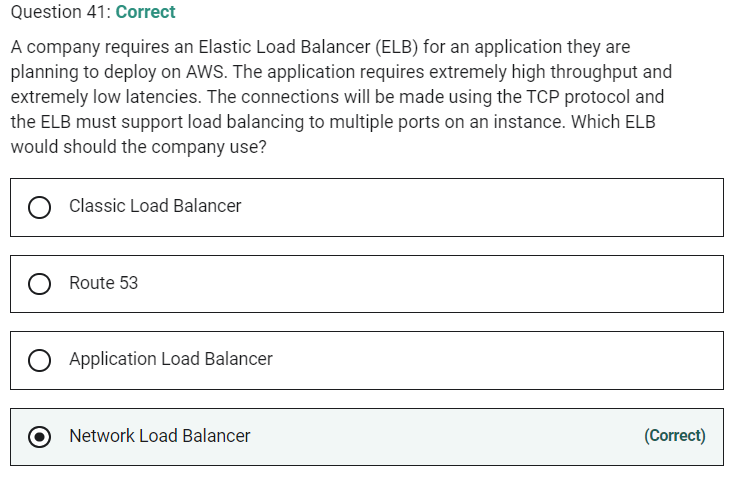 Question 41: Correct
A company requires an Elastic Load Balancer (ELB) for an application they are
planning to deploy on AWS. The application requires extremely high throughput and
extremely low latencies. The connections will be made using the TCP protocol and
the ELB must support load balancing to multiple ports on an instance. Which ELB
would should the company use?
Classic Load Balancer
Route 53
Application Load Balancer
Network Load Balancer (Correct)